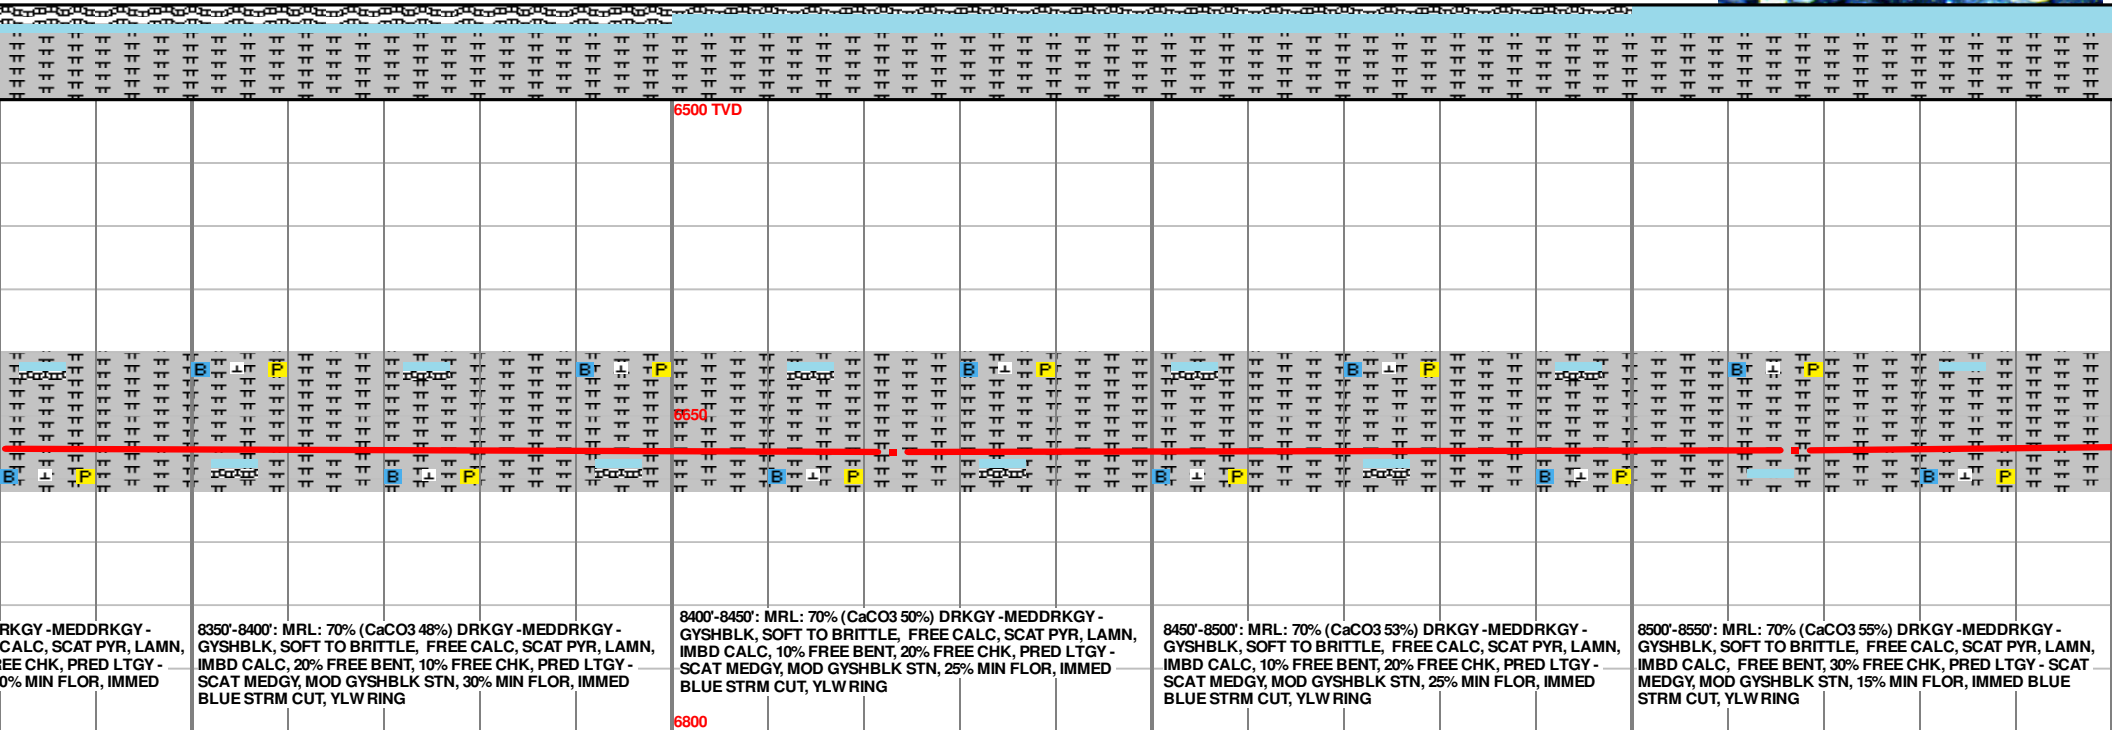 6500 TVD
B P B P B P B P B P
6650
B P B P B P B P B P B P
RKGY -MEDDRKGY -
CALC, SCAT PYR, LAMN,
EE CHK, PRED LTGY -
0% MIN FLOR, IMMED
8350'-8400': MRL: 70% (CaCO3 48%) DRKGY -MEDDRKGY -
GYSHBLK, SOFT TO BRITTLE, FREE CALC, SCAT PYR, LAMN,
IMBD CALC, 20% FREE BENT, 10% FREE CHK, PRED LTGY -
SCAT MEDGY, MOD GYSHBLK STN, 30% MIN FLOR, IMMED
BLUE STRM CUT, YLW RING
8400'-8450': MRL: 70% (CaCO3 50%) DRKGY -MEDDRKGY -
GYSHBLK, SOFT TO BRITTLE, FREE CALC, SCAT PYR, LAMN,
IMBD CALC, 10% FREE BENT, 20% FREE CHK, PRED LTGY -
SCAT MEDGY, MOD GYSHBLK STN, 25% MIN FLOR, IMMED
BLUE STRM CUT, YLW RING
8450'-8500': MRL: 70% (CaCO3 53%) DRKGY -MEDDRKGY -
GYSHBLK, SOFT TO BRITTLE, FREE CALC, SCAT PYR, LAMN,
IMBD CALC, 10% FREE BENT, 20% FREE CHK, PRED LTGY -
SCAT MEDGY, MOD GYSHBLK STN, 25% MIN FLOR, IMMED
BLUE STRM CUT, YLW RING
8500'-8550': MRL: 70% (CaCO3 55%) DRKGY -MEDDRKGY -
GYSHBLK, SOFT TO BRITTLE, FREE CALC, SCAT PYR, LAMN,
IMBD CALC, FREE BENT, 30% FREE CHK, PRED LTGY - SCAT
MEDGY, MOD GYSHBLK STN, 15% MIN FLOR, IMMED BLUE
STRM CUT, YLW RING
6800